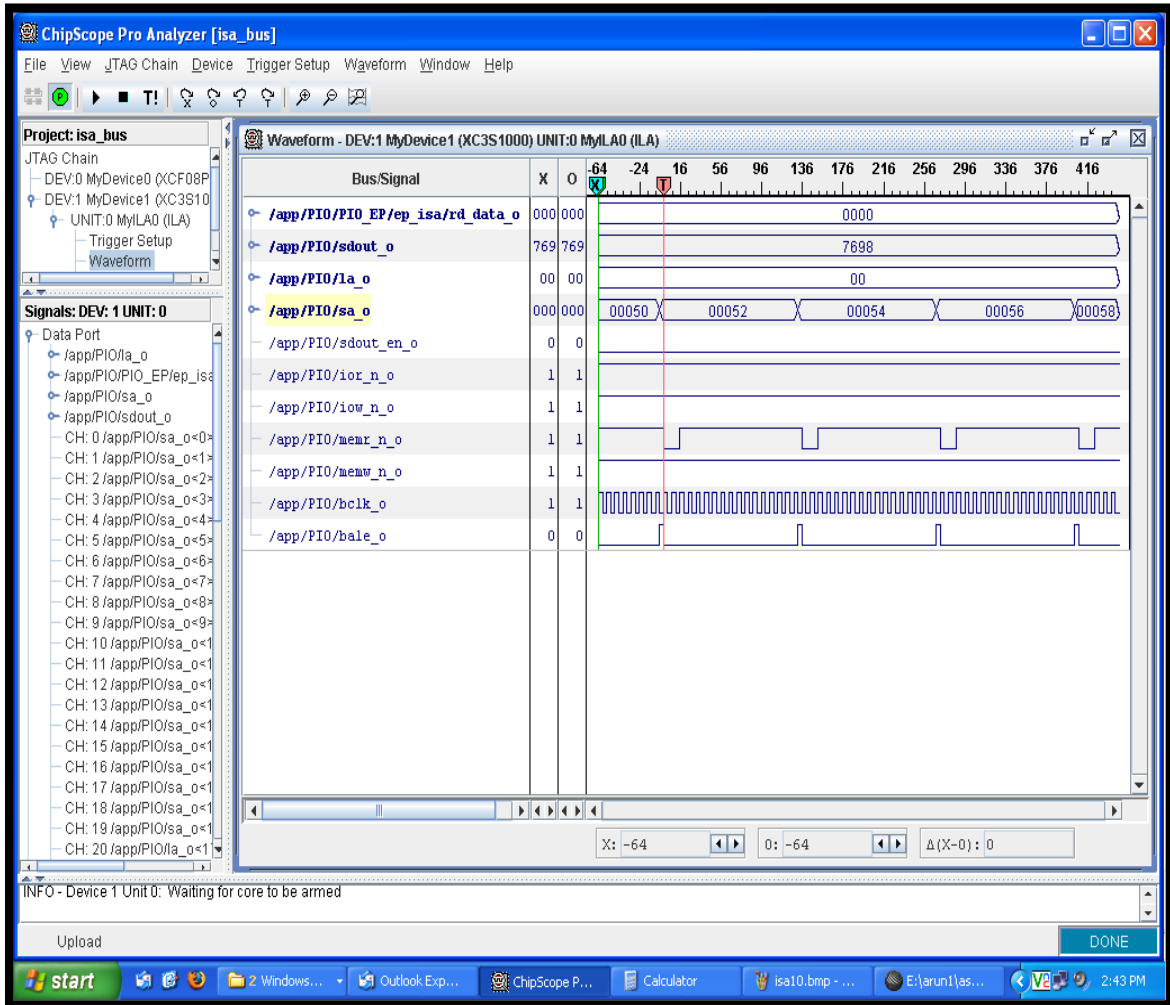 ChipScope Pro Analyzer [isa_bus]
File View JTAG Chain Device Trigger Setup Waveform Window Help
T!
Project: isa_bus
JTAG Chain
DEV:0 MyDevice0 (XCF08P
DEV:1 MyDevice1 (XC3S10
UNIT:0 MyILA0 (ILA)
Trigger Setup
Waveform
Signals: DEV: 1 UNIT: 0
Data Port
/app/PIO/la_o
/app/PIO/PIO_EP/ep_isa
/app/PIO/sa_o
/app/PIO/sdout_o
CH: 0 /app/PIO/sa_o<0>
CH: 1 /app/PIO/sa_o<1>
CH: 2 /app/PIO/sa_o<2>
CH: 3 /app/PIO/sa_o<3>
CH: 4 /app/PIO/sa_o<4>
CH: 5 /app/PIO/sa_o<5>
CH: 6 /app/PIO/sa_o<6>
CH: 7 /app/PIO/sa_o<7>
CH: 8 /app/PIO/sa_o<8>
CH: 9 /app/PIO/sa_o<9>
CH: 10 /app/PIO/sa_o<1
CH: 11 /app/PIO/sa_o<1
CH: 12 /app/PIO/sa_o<1
CH: 13 /app/PIO/sa_o<1
CH: 14 /app/PIO/sa_o<1
CH: 15 /app/PIO/sa_o<1
CH: 16 /app/PIO/sa_o<1
CH: 17 /app/PIO/sa_o<1
CH: 18 /app/PIO/sa_o<1
CH: 19 /app/PIO/sa_o<1
CH: 20 /app/PIO/la_o<1
Waveform - DEV:1 MyDevice1 (XC3S1000) UNIT:0 MyILA0 (ILA)
Bus/Signal X O -64 -24 16 56 96 136 176 216 256 296 336 376 416
X T
/app/PIO/PIO_EP/ep_isa/rd_data_o 000 000 0000
/app/PIO/sdout_o 769 769 7698
/app/PIO/la_o 00 00 00
/app/PIO/sa_o 000 000 00050 00052 00054 00056 00058
/app/PIO/sdout_en_o 0 0
/app/PIO/ior_n_o 1 1
/app/PIO/iow_n_o 1 1
/app/PIO/memr_n_o 1 1
/app/PIO/memw_n_o 1 1
/app/PIO/bclk_o 1 1
/app/PIO/bale_o 0 0
X: -64 O: -64 Δ(X-O): 0
INFO - Device 1 Unit 0: Waiting for core to be armed
Upload DONE
start 2 Windows... Outlook Exp... ChipScope P... Calculator isa10.bmp - ... E:\arun1\as... 2:43 PM